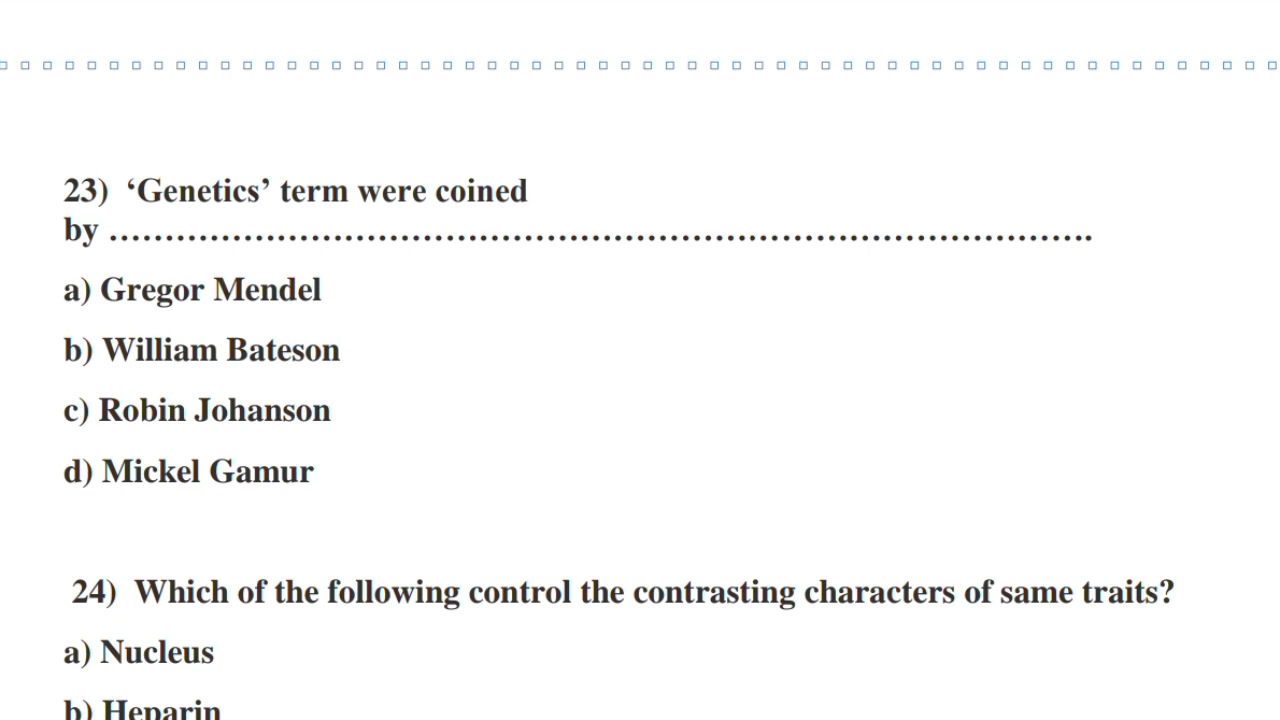 23) ‘Genetics’ term were coined
by ……………………………………………………………………………….
a) Gregor Mendel
b) William Bateson
c) Robin Johanson
d) Mickel Gamur
24) Which of the following control the contrasting characters of same traits?
a) Nucleus
b) Heparin